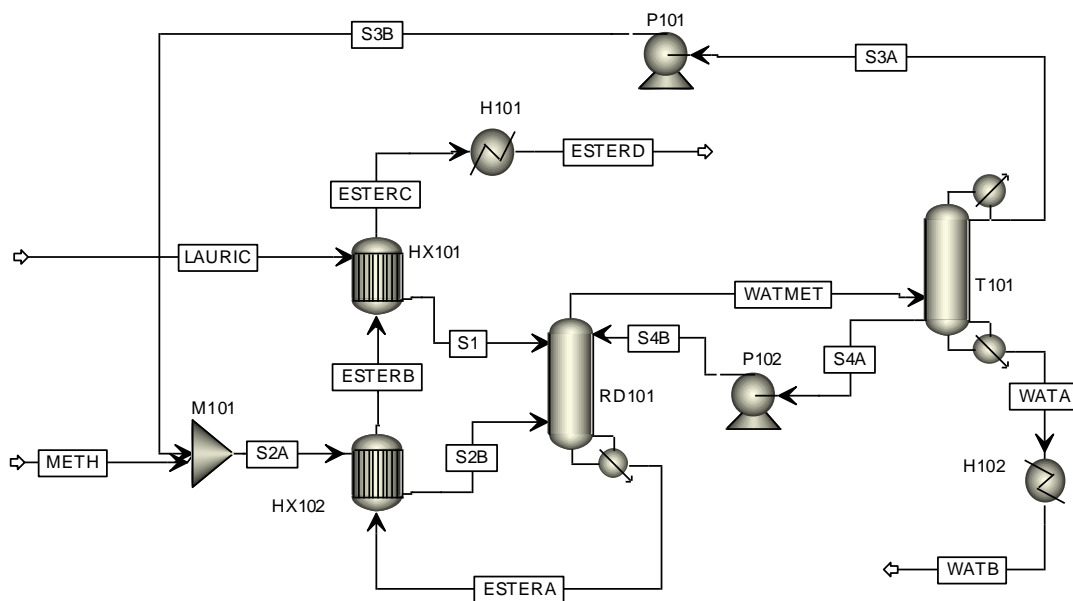 P101
S3B
S3A
H101
ESTERD
ESTERC
LAURIC
HX101
T101
WATMET
S1
S4B
S4A
P102
ESTERB
RD101
WATA
M101
METH
S2A
S2B
H102
HX102
ESTERA
WATB